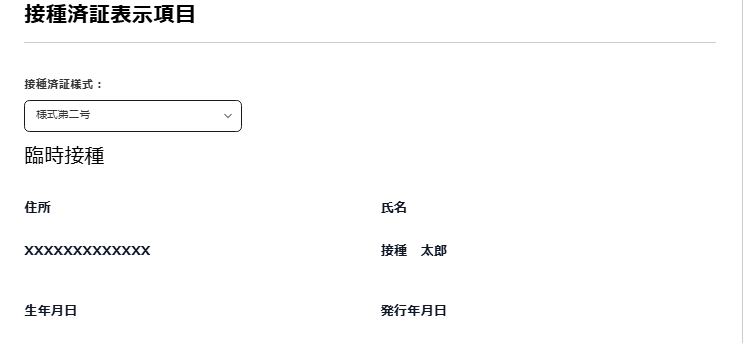 接種済証表示項目
接種済証様式：
様式第二号
臨時接種
住所 氏名
XXXXXXXXXXXXX 接種　太郎
生年月日 発行年月日